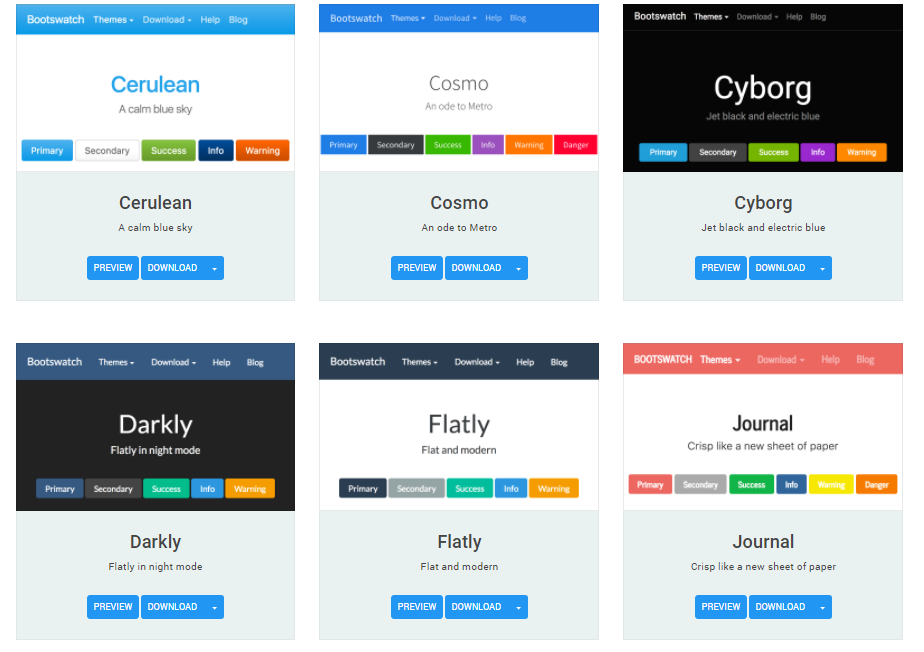 Bootswatch Themes Download Help Blog
Cerulean
A calm blue sky
Primary Secondary Success Info Warning
Cerulean
A calm blue sky
PREVIEW DOWNLOAD
Bootswatch Themes Download Help Blog
Cosmo
An ode to Metro
Primary Secondary Success Info Warning Danger
Cosmo
An ode to Metro
PREVIEW DOWNLOAD
Bootswatch Themes Download Help Blog
Cyborg
Jet black and electric blue
Primary Secondary Success Info Warning
Cyborg
Jet black and electric blue
PREVIEW DOWNLOAD
Bootswatch Themes Download Help Blog
Darkly
Flatly in night mode
Primary Secondary Success Info Warning
Darkly
Flatly in night mode
PREVIEW DOWNLOAD
Bootswatch Themes Download Help Blog
Flatly
Flat and modern
Primary Secondary Success Info Warning
Flatly
Flat and modern
PREVIEW DOWNLOAD
BOOTSWATCH Themes Download Help Blog
Journal
Crisp like a new sheet of paper
Primary Secondary Success Info Warning Danger
Journal
Crisp like a new sheet of paper
PREVIEW DOWNLOAD